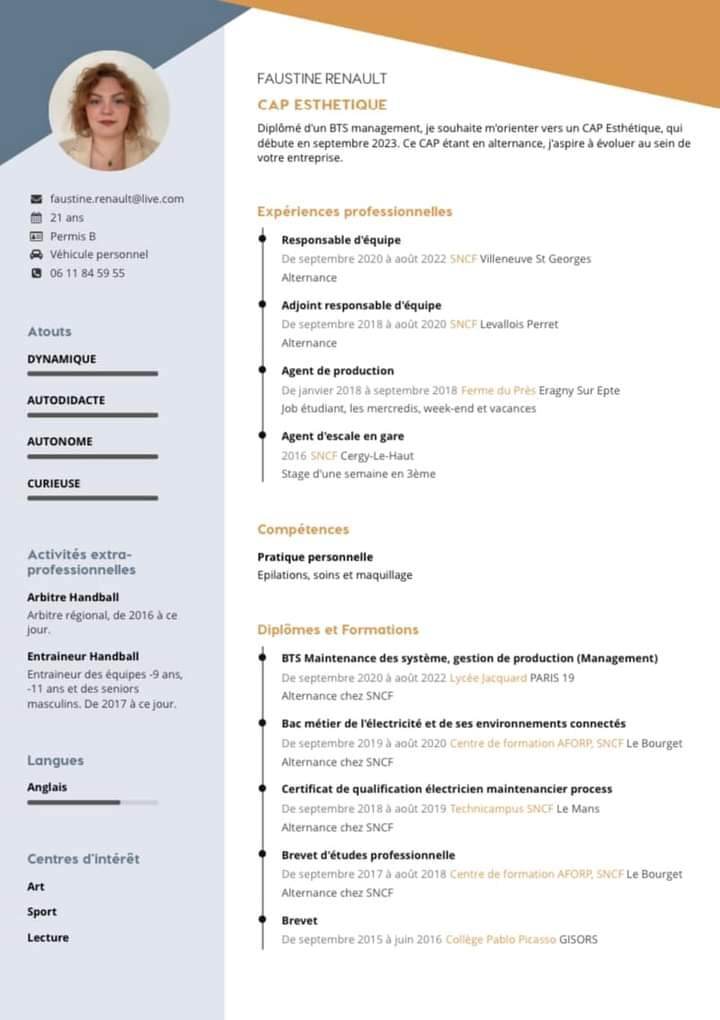 faustine.renault@live.com
21 ans
Permis B
Véhicule personnel
06 11 84 59 55
Atouts
DYNAMIQUE
AUTODIDACTE
AUTONOME
CURIEUSE
Activités extra-
professionnelles
Arbitre Handball
Arbitre régional, de 2016 à ce
jour.
Entraineur Handball
Entraineur des équipes -9 ans,
-11 ans et des seniors
masculins. De 2017 à ce jour.
Langues
Anglais
Centres d'intérêt
Art
Sport
Lecture
FAUSTINE RENAULT
CAP ESTHETIQUE
Diplômé d'un BTS management, je souhaite m'orienter vers un CAP Esthétique, qui
débute en septembre 2023. Ce CAP étant en alternance, j'aspire à évoluer au sein de
votre entreprise.
Expériences professionnelles
Responsable d'équipe
De septembre 2020 à août 2022 SNCF Villeneuve St Georges
Alternance
Adjoint responsable d'équipe
De septembre 2018 à août 2020 SNCF Levallois Perret
Alternance
Agent de production
De janvier 2018 à septembre 2018 Ferme du Près Eragny Sur Epte
Job étudiant, les mercredis, week-end et vacances
Agent d'escale en gare
2016 SNCF Cergy-Le-Haut
Stage d'une semaine en 3ème
Compétences
Pratique personnelle
Epilations, soins et maquillage
Diplômes et Formations
BTS Maintenance des système, gestion de production (Management)
De septembre 2020 à août 2022 Lycée Jacquard PARIS 19
Alternance chez SNCF
Bac métier de l'électricité et de ses environnements connectés
De septembre 2019 à août 2020 Centre de formation AFORP, SNCF Le Bourget
Alternance chez SNCF
Certificat de qualification électricien maintenancier process
De septembre 2018 à août 2019 Technicampus SNCF Le Mans
Alternance chez SNCF
Brevet d'études professionnelle
De septembre 2017 à août 2018 Centre de formation AFORP, SNCF Le Bourget
Alternance chez SNCF
Brevet
De septembre 2015 à juin 2016 Collège Pablo Picasso GISORS